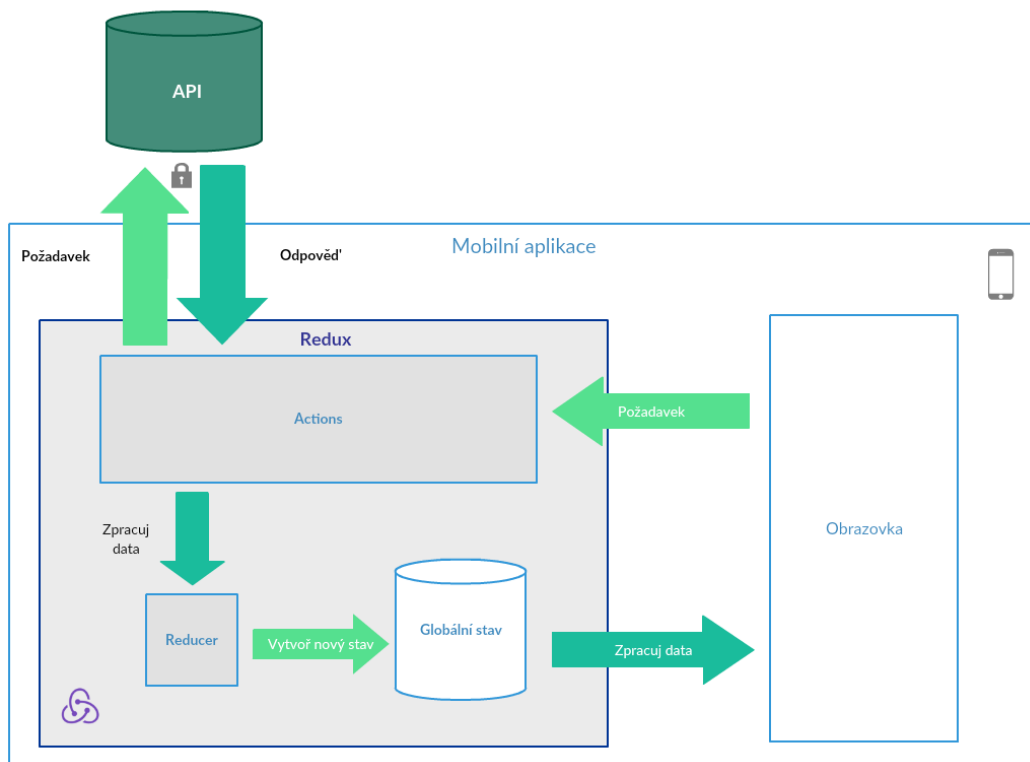 API
Požadavek
Odpověď'
Mobilní aplikace
Redux
Actions
Požadavek
Zpracuj
data
Obrazovka
Reducer
Vytvoř nový stav
Globální stav
Zpracuj data